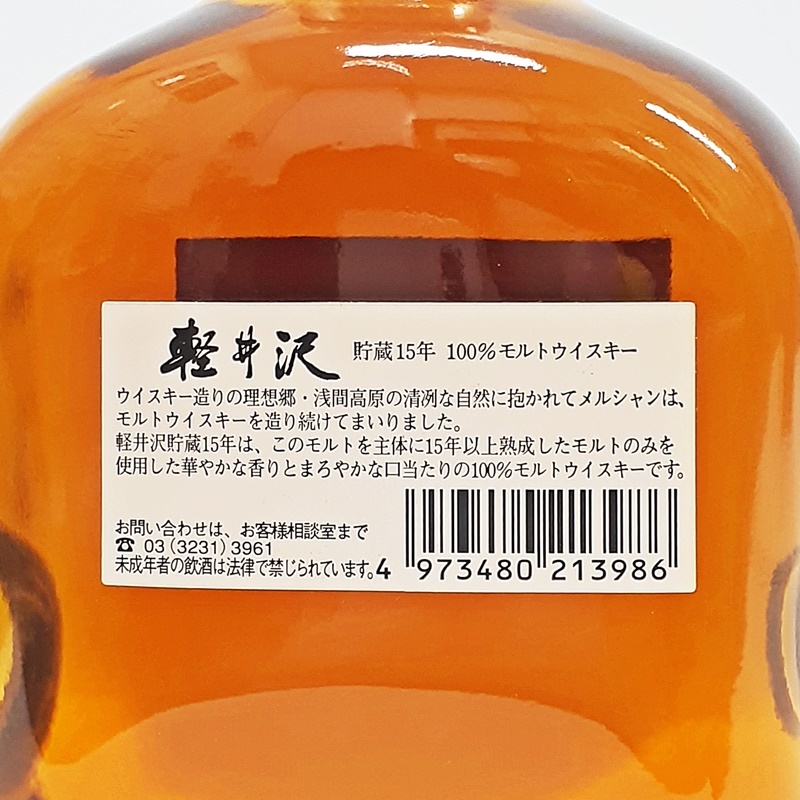 軽井沢 貯蔵15年 100%モルトウイスキー
ウイスキー造りの理想郷・浅間高原の清冽な自然に抱かれてメルシャンは、
モルトウイスキーを造り続けてまいりました。
軽井沢貯蔵15年は、このモルトを主体に15年以上熟成したモルトのみを
使用した華やかな香りとまろやかな口当たりの100%モルトウイスキーです。
お問い合わせは、お客様相談室まで
☎ 03(3231)3961
未成年者の飲酒は法律で禁じられています。
4 973480 213986